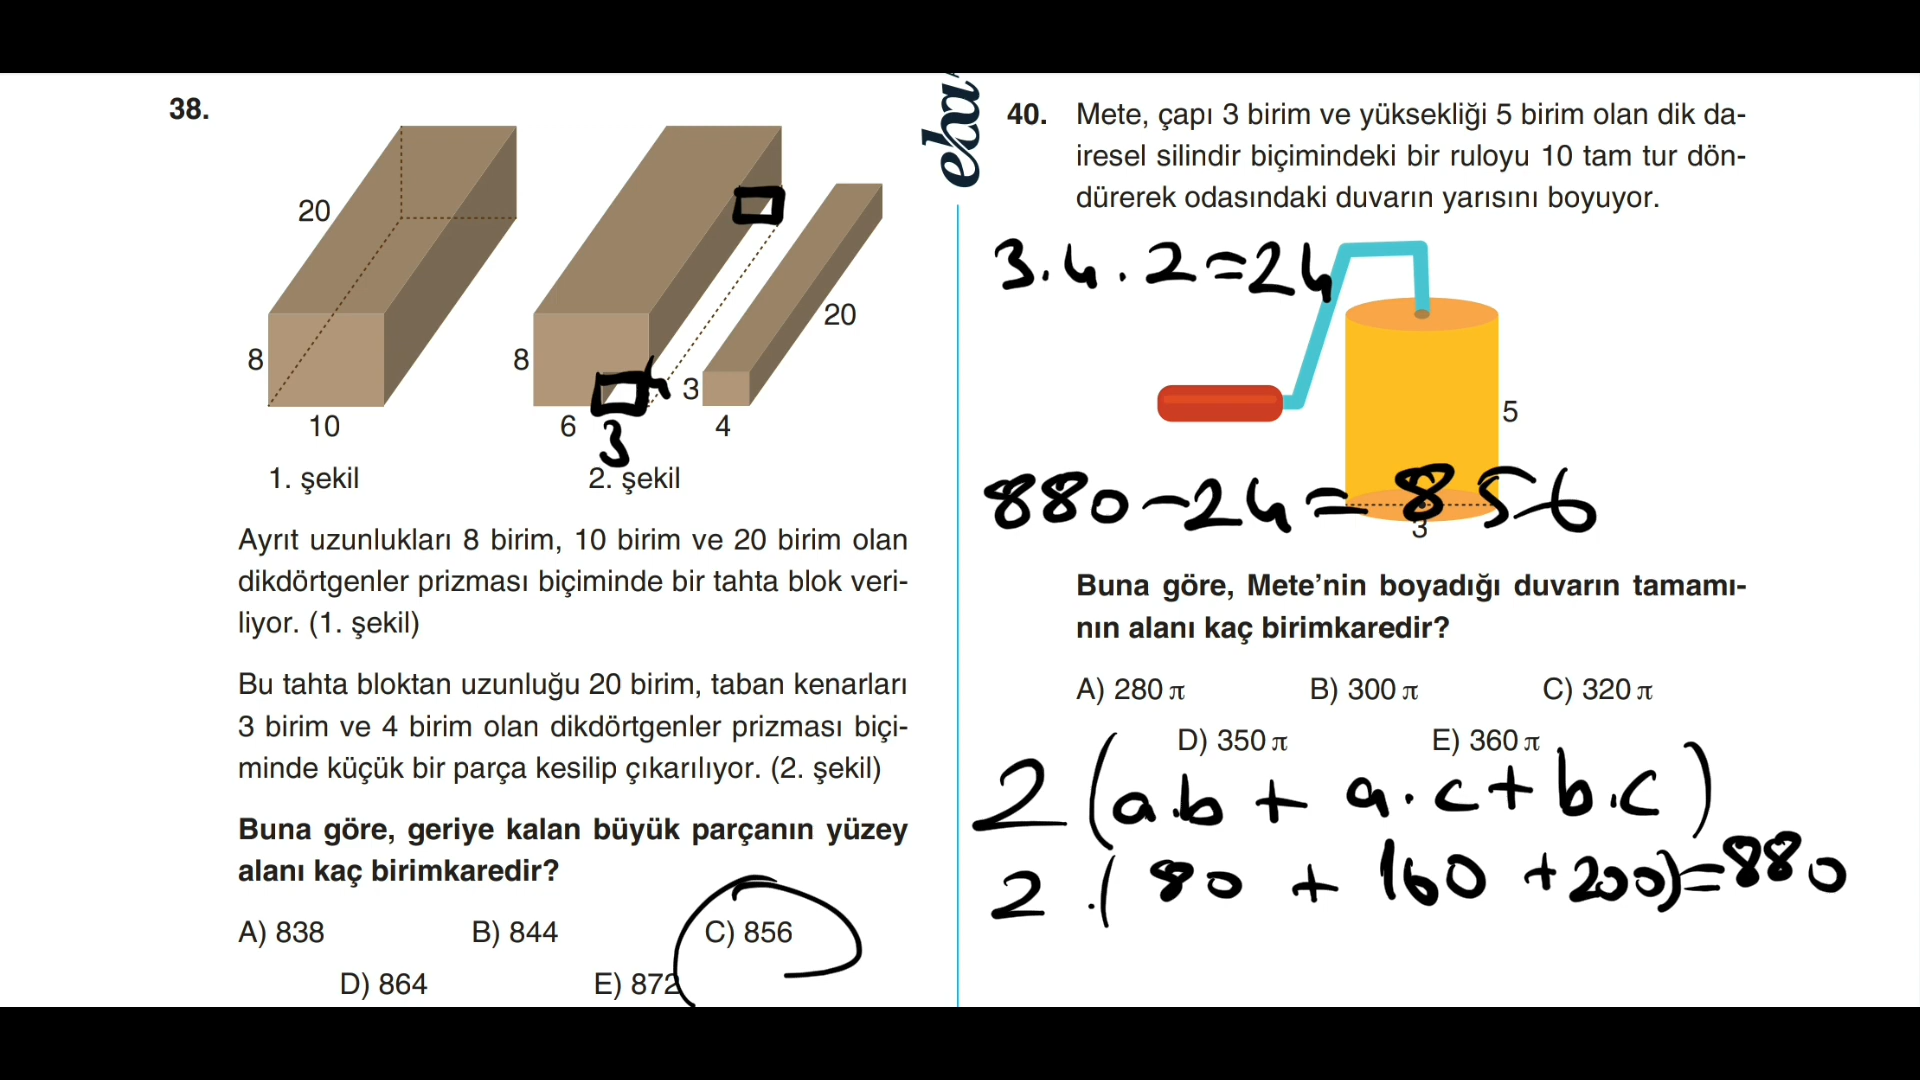 38.
20
8
10
1. şekil
8
6
3
4
20
3
2. şekil
Ayrıt uzunlukları 8 birim, 10 birim ve 20 birim olan
dikdörtgenler prizması biçiminde bir tahta blok veri-
liyor. (1. şekil)
Bu tahta bloktan uzunluğu 20 birim, taban kenarları
3 birim ve 4 birim olan dikdörtgenler prizması biçi-
minde küçük bir parça kesilip çıkarılıyor. (2. şekil)
Buna göre, geriye kalan büyük parçanın yüzey
alanı kaç birimkaredir?
A) 838 B) 844 C) 856
D) 864 E) 872
eba
40. Mete, çapı 3 birim ve yüksekliği 5 birim olan dik da-
iresel silindir biçimindeki bir ruloyu 10 tam tur dön-
dürerek odasındaki duvarın yarısını boyuyor.
3.4.2=24
5
880-24=856
3
Buna göre, Mete'nin boyadığı duvarın tamamı-
nın alanı kaç birimkaredir?
A) 280 π B) 300 π C) 320 π
D) 350 π E) 360 π
2(a.b + a.c + b.c)
2.(80 + 160 + 200)=880